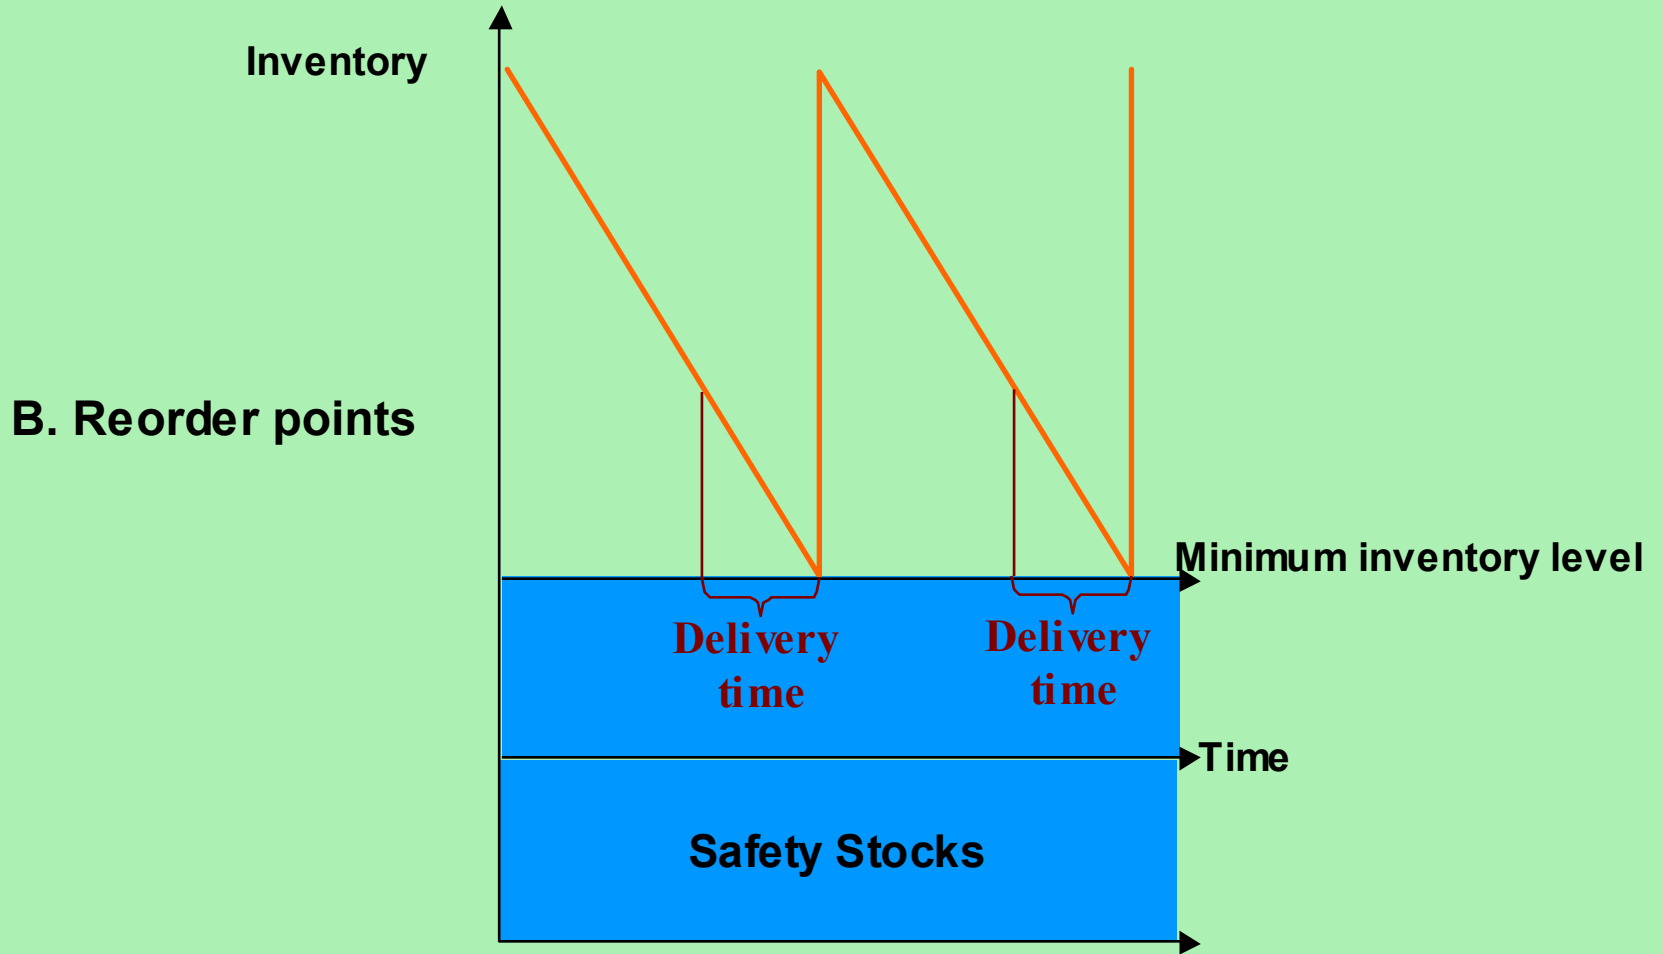 Inventory
B. Reorder points
Minimum inventory level
Delivery
time
Delivery
time
Time
Safety Stocks